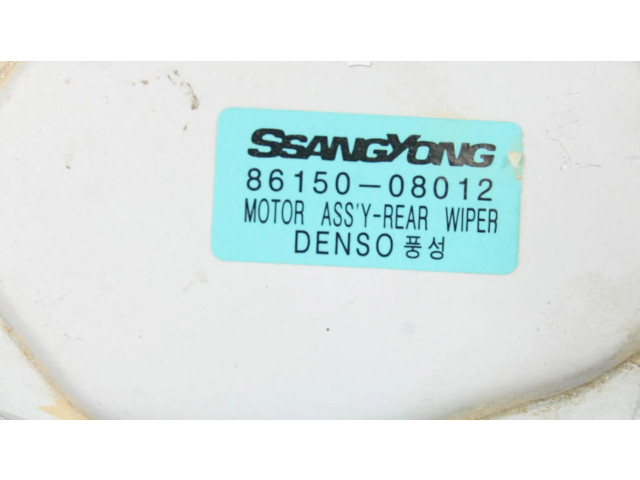 SSANGYONG
86150-08012
MOTOR ASS'Y-REAR WIPER
DENSO 풍성